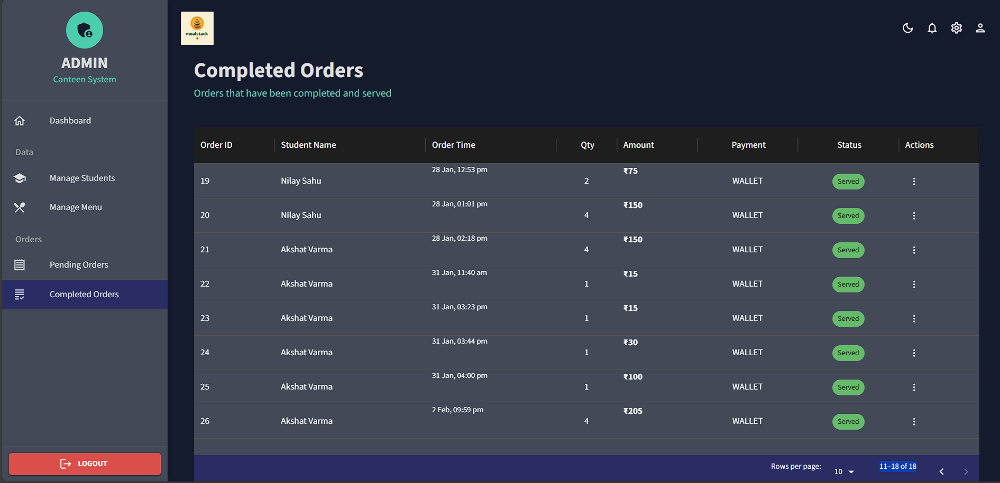 mealstack
ADMIN
Canteen System
Dashboard
Data
Manage Students
Manage Menu
Orders
Pending Orders
Completed Orders
LOGOUT
Completed Orders
Orders that have been completed and served
Order ID Student Name Order Time Qty Amount Payment Status Actions
19 Nilay Sahu 28 Jan, 12:53 pm 2 ₹75 WALLET Served
20 Nilay Sahu 28 Jan, 01:01 pm 4 ₹150 WALLET Served
21 Akshat Varma 28 Jan, 02:18 pm 4 ₹150 WALLET Served
22 Akshat Varma 31 Jan, 11:40 am 1 ₹15 WALLET Served
23 Akshat Varma 31 Jan, 03:23 pm 1 ₹15 WALLET Served
24 Akshat Varma 31 Jan, 03:44 pm 1 ₹30 WALLET Served
25 Akshat Varma 31 Jan, 04:00 pm 1 ₹100 WALLET Served
26 Akshat Varma 2 Feb, 09:59 pm 4 ₹205 WALLET Served
Rows per page: 10 11–18 of 18